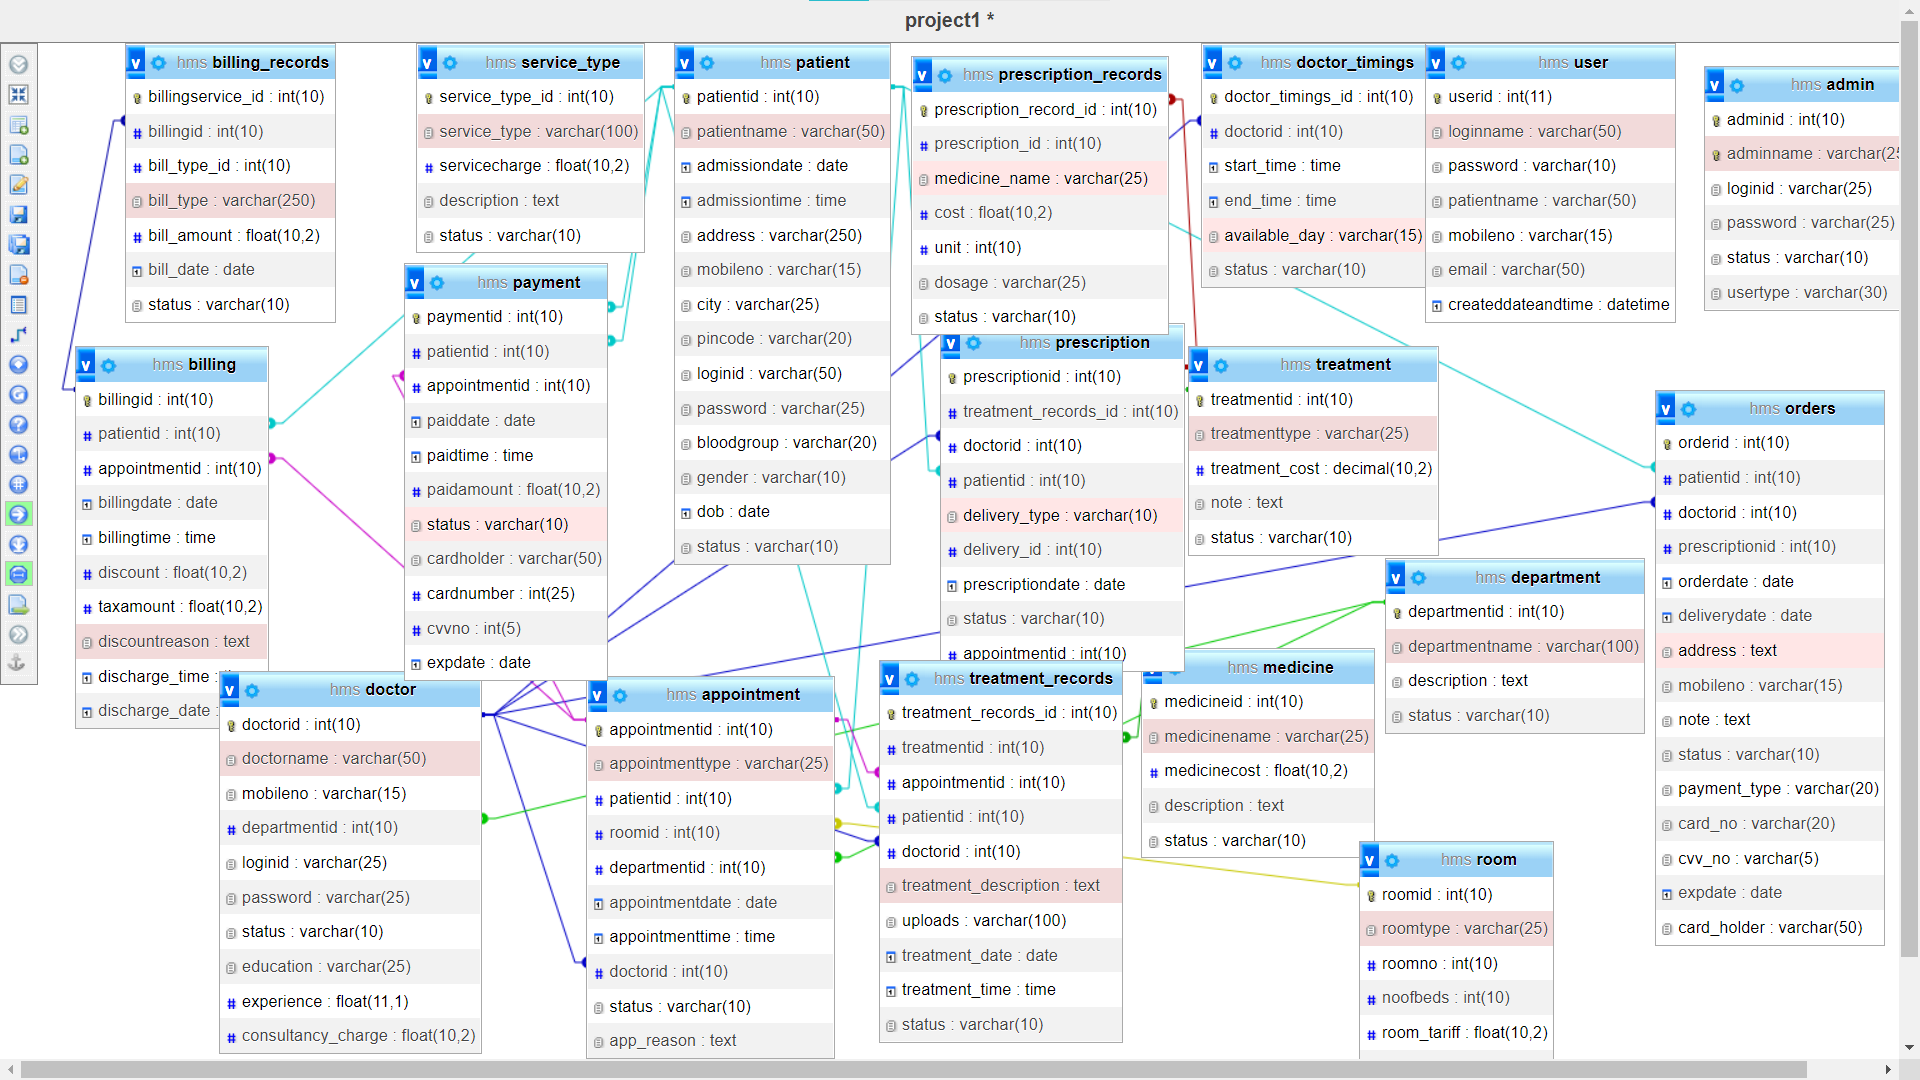 project1 *
hms billing_records
billingservice_id : int(10)
billingid : int(10)
bill_type_id : int(10)
bill_type : varchar(250)
bill_amount : float(10,2)
bill_date : date
status : varchar(10)
hms service_type
service_type_id : int(10)
service_type : varchar(100)
servicecharge : float(10,2)
description : text
status : varchar(10)
hms patient
patientid : int(10)
patientname : varchar(50)
admissiondate : date
admissiontime : time
address : varchar(250)
mobileno : varchar(15)
city : varchar(25)
pincode : varchar(20)
loginid : varchar(50)
password : varchar(25)
bloodgroup : varchar(20)
gender : varchar(10)
dob : date
status : varchar(10)
hms prescription_records
prescription_record_id : int(10)
prescription_id : int(10)
medicine_name : varchar(25)
cost : float(10,2)
unit : int(10)
dosage : varchar(25)
status : varchar(10)
hms doctor_timings
doctor_timings_id : int(10)
doctorid : int(10)
start_time : time
end_time : time
available_day : varchar(15)
status : varchar(10)
hms user
userid : int(11)
loginname : varchar(50)
password : varchar(10)
patientname : varchar(50)
mobileno : varchar(15)
email : varchar(50)
createddateandtime : datetime
hms admin
adminid : int(10)
adminname : varchar(25
loginid : varchar(25)
password : varchar(25)
status : varchar(10)
usertype : varchar(30)
hms payment
paymentid : int(10)
patientid : int(10)
appointmentid : int(10)
paiddate : date
paidtime : time
paidamount : float(10,2)
status : varchar(10)
cardholder : varchar(50)
cardnumber : int(25)
cvvno : int(5)
expdate : date
hms billing
billingid : int(10)
patientid : int(10)
appointmentid : int(10)
billingdate : date
billingtime : time
discount : float(10,2)
taxamount : float(10,2)
discountreason : text
discharge_time :
discharge_date :
hms prescription
prescriptionid : int(10)
treatment_records_id : int(10)
doctorid : int(10)
patientid : int(10)
delivery_type : varchar(10)
delivery_id : int(10)
prescriptiondate : date
status : varchar(10)
appointmentid : int(10)
hms treatment
treatmentid : int(10)
treatmenttype : varchar(25)
treatment_cost : decimal(10,2)
note : text
status : varchar(10)
hms orders
orderid : int(10)
patientid : int(10)
doctorid : int(10)
prescriptionid : int(10)
orderdate : date
deliverydate : date
address : text
mobileno : varchar(15)
note : text
status : varchar(10)
payment_type : varchar(20)
card_no : varchar(20)
cvv_no : varchar(5)
expdate : date
card_holder : varchar(50)
hms department
departmentid : int(10)
departmentname : varchar(100)
description : text
status : varchar(10)
hms doctor
doctorid : int(10)
doctorname : varchar(50)
mobileno : varchar(15)
departmentid : int(10)
loginid : varchar(25)
password : varchar(25)
status : varchar(10)
education : varchar(25)
experience : float(11,1)
consultancy_charge : float(10,2)
hms appointment
appointmentid : int(10)
appointmenttype : varchar(25)
patientid : int(10)
roomid : int(10)
departmentid : int(10)
appointmentdate : date
appointmenttime : time
doctorid : int(10)
status : varchar(10)
app_reason : text
hms treatment_records
treatment_records_id : int(10)
treatmentid : int(10)
appointmentid : int(10)
patientid : int(10)
doctorid : int(10)
treatment_description : text
uploads : varchar(100)
treatment_date : date
treatment_time : time
status : varchar(10)
hms medicine
medicineid : int(10)
medicinename : varchar(25)
medicinecost : float(10,2)
description : text
status : varchar(10)
hms room
roomid : int(10)
roomtype : varchar(25)
roomno : int(10)
noofbeds : int(10)
room_tariff : float(10,2)